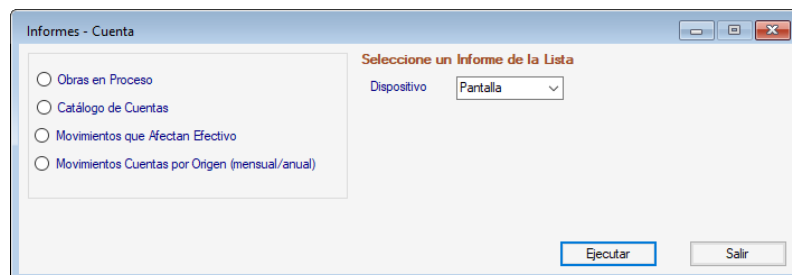 Informes - Cuenta
Seleccione un Informe de la Lista
Obras en Proceso
Dispositivo
Pantalla
Catálogo de Cuentas
Movimientos que Afectan Efectivo
Movimientos Cuentas por Origen (mensual/anual)
Ejecutar
Salir